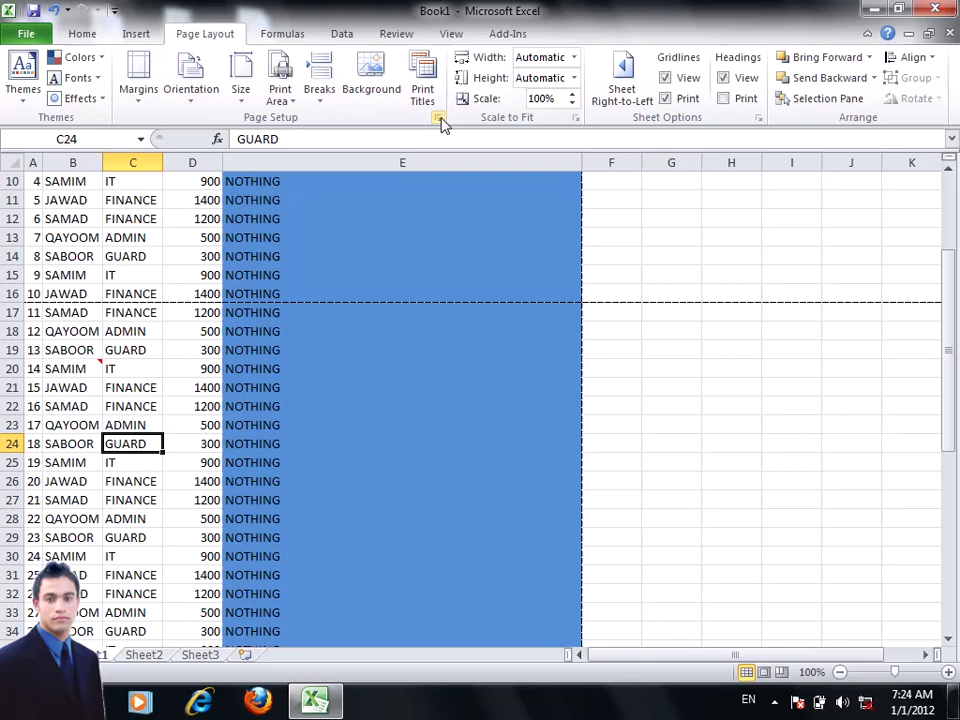 Book1 - Microsoft Excel
File Home Insert Page Layout Formulas Data Review View Add-Ins
Themes Colors Fonts Effects Margins Orientation Size Print Area Breaks Background Print Titles Width: Automatic Height: Automatic Scale: 100% Sheet Right-to-Left Gridlines View Print Headings View Print Bring Forward Send Backward Selection Pane Align Group Rotate
Themes Page Setup Scale to Fit Sheet Options Arrange
C24 fx GUARD
A B C D E F G H I J K
10 4 SAMIM IT 900 NOTHING
11 5 JAWAD FINANCE 1400 NOTHING
12 6 SAMAD FINANCE 1200 NOTHING
13 7 QAYOOM ADMIN 500 NOTHING
14 8 SABOOR GUARD 300 NOTHING
15 9 SAMIM IT 900 NOTHING
16 10 JAWAD FINANCE 1400 NOTHING
17 11 SAMAD FINANCE 1200 NOTHING
18 12 QAYOOM ADMIN 500 NOTHING
19 13 SABOOR GUARD 300 NOTHING
20 14 SAMIM IT 900 NOTHING
21 15 JAWAD FINANCE 1400 NOTHING
22 16 SAMAD FINANCE 1200 NOTHING
23 17 QAYOOM ADMIN 500 NOTHING
24 18 SABOOR GUARD 300 NOTHING
25 19 SAMIM IT 900 NOTHING
26 20 JAWAD FINANCE 1400 NOTHING
27 21 SAMAD FINANCE 1200 NOTHING
28 22 QAYOOM ADMIN 500 NOTHING
29 23 SABOOR GUARD 300 NOTHING
30 24 SAMIM IT 900 NOTHING
31 FINANCE 1400 NOTHING
32 FINANCE 1200 NOTHING
33 ADMIN 500 NOTHING
34 GUARD 300 NOTHING
Sheet2 Sheet3
100%
EN 7:24 AM
1/1/2012